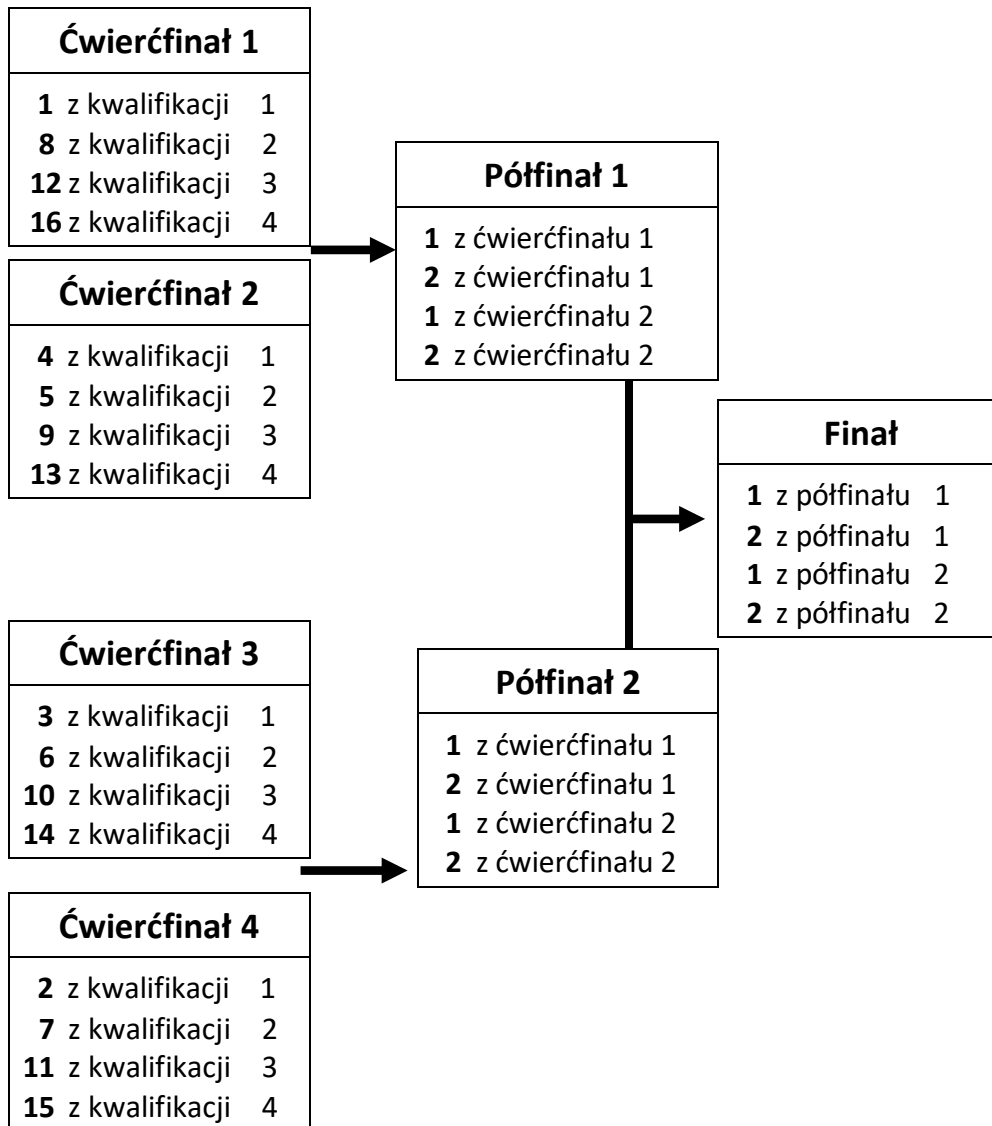 Ćwierćfinał 1
1 z kwalifikacji 1
8 z kwalifikacji 2
12 z kwalifikacji 3
16 z kwalifikacji 4
Ćwierćfinał 2
4 z kwalifikacji 1
5 z kwalifikacji 2
9 z kwalifikacji 3
13 z kwalifikacji 4
Półfinał 1
1 z ćwierćfinału 1
2 z ćwierćfinału 1
1 z ćwierćfinału 2
2 z ćwierćfinału 2
Finał
1 z półfinału 1
2 z półfinału 1
1 z półfinału 2
2 z półfinału 2
Ćwierćfinał 3
3 z kwalifikacji 1
6 z kwalifikacji 2
10 z kwalifikacji 3
14 z kwalifikacji 4
Półfinał 2
1 z ćwierćfinału 1
2 z ćwierćfinału 1
1 z ćwierćfinału 2
2 z ćwierćfinału 2
Ćwierćfinał 4
2 z kwalifikacji 1
7 z kwalifikacji 2
11 z kwalifikacji 3
15 z kwalifikacji 4